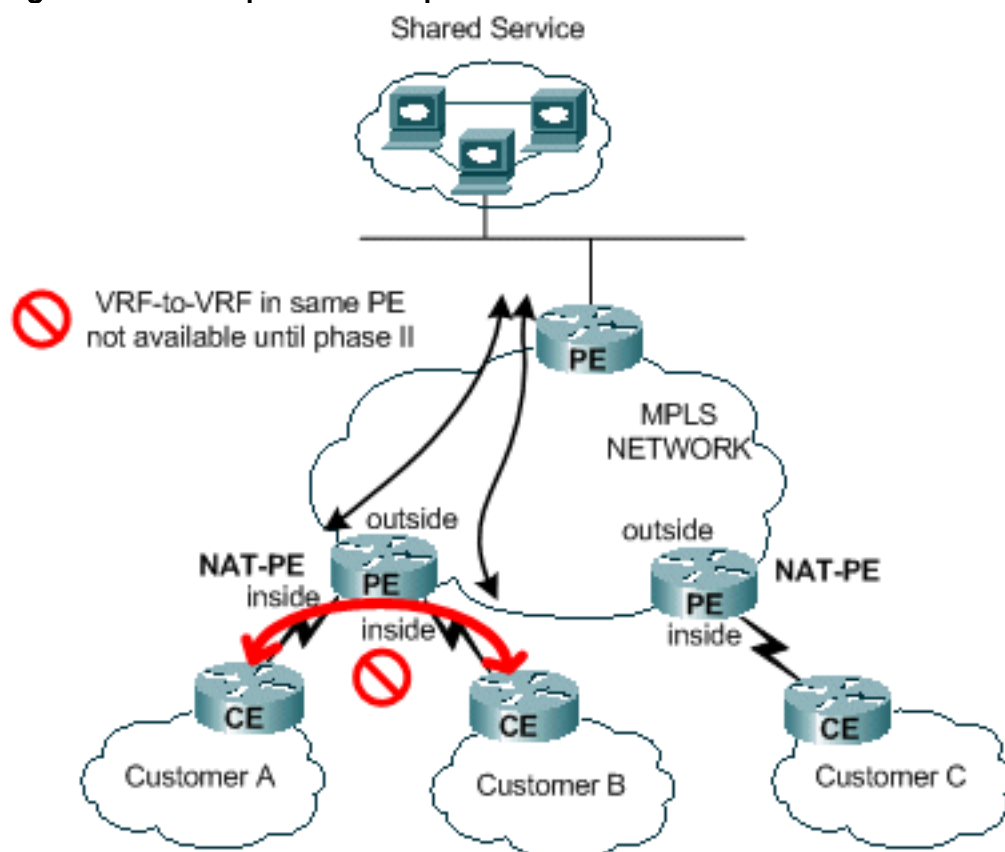 Shared Service
VRF-to-VRF in same PE
not available until phase II
PE
MPLS
NETWORK
outside
NAT-PE
PE
inside
inside
outside
NAT-PE
PE
inside
CE
CE
CE
Customer A
Customer B
Customer C